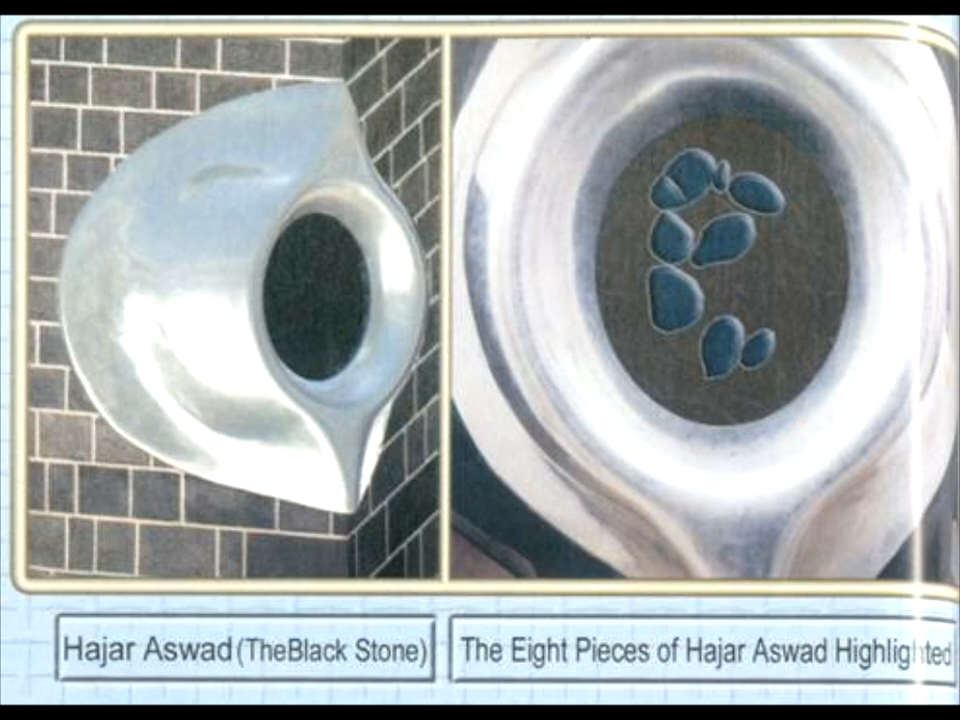 Hajar Aswad (TheBlack Stone)
The Eight Pieces of Hajar Aswad Highlighted